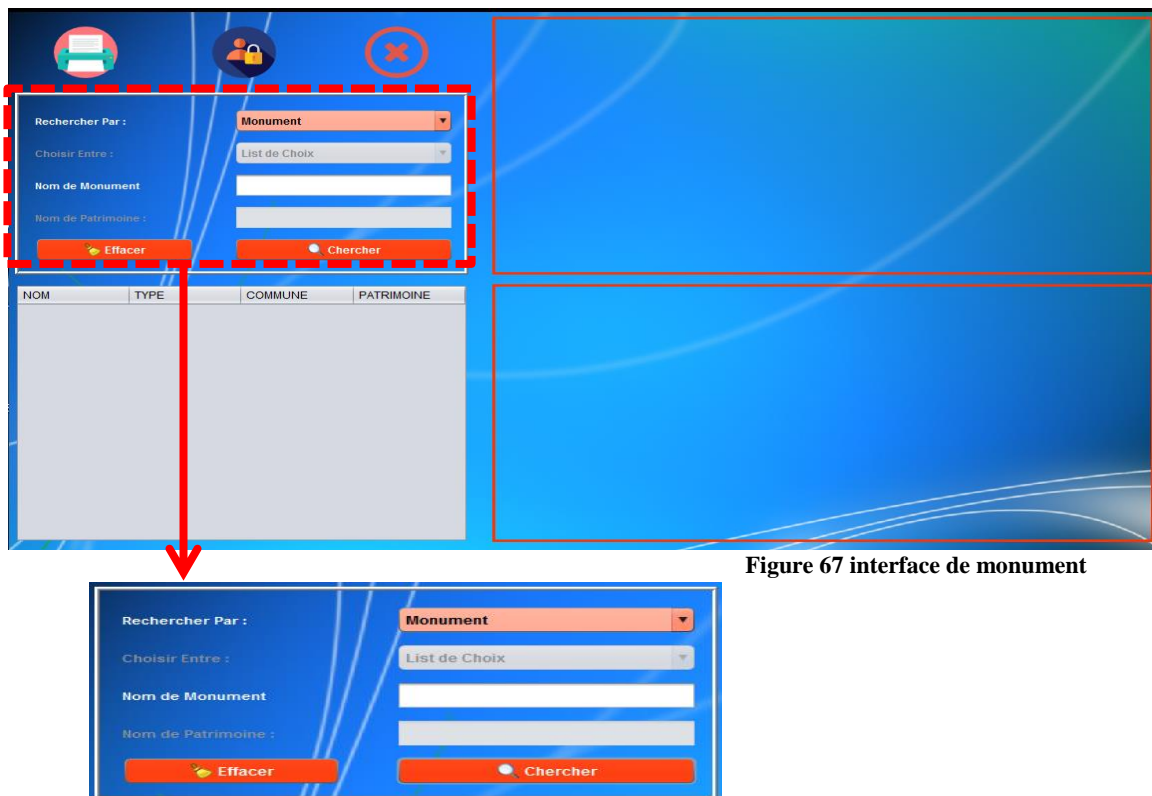 Rechercher Par :
Monument
Choisir Entre :
List de Choix
Nom de Monument
Nom de Patrimoine :
Effacer
Chercher
NOM TYPE COMMUNE PATRIMOINE
Figure 67 interface de monument
Rechercher Par :
Monument
Choisir Entre :
List de Choix
Nom de Monument
Nom de Patrimoine :
Effacer
Chercher